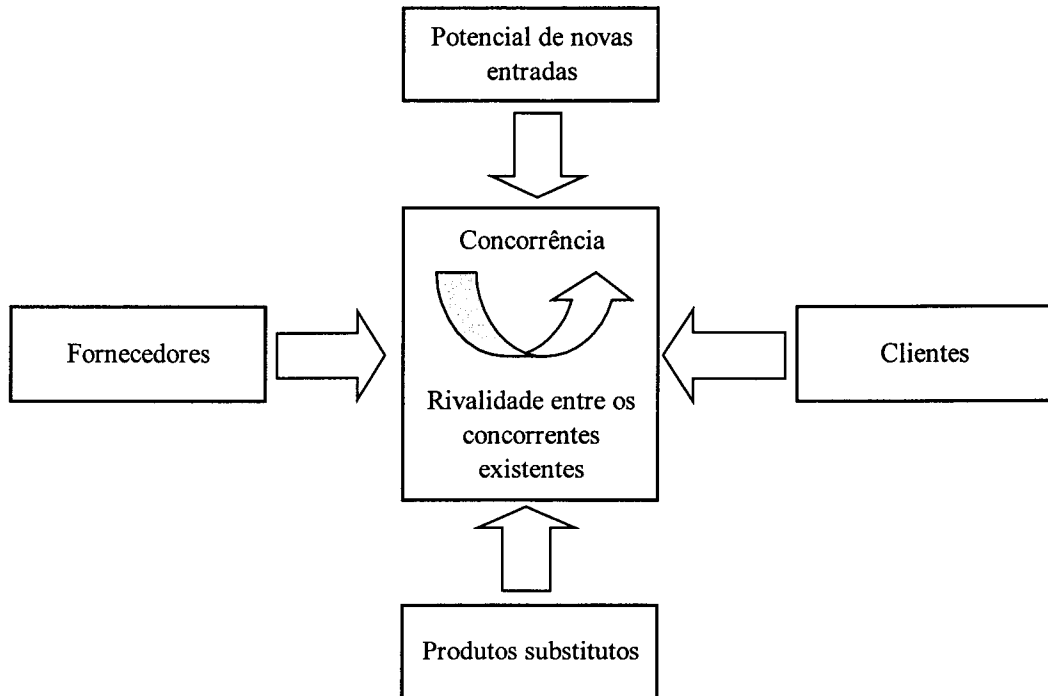 Potencial de novas
entradas
Concorrência
Fornecedores
Clientes
Rivalidade entre os
concorrentes
existentes
Produtos substitutos